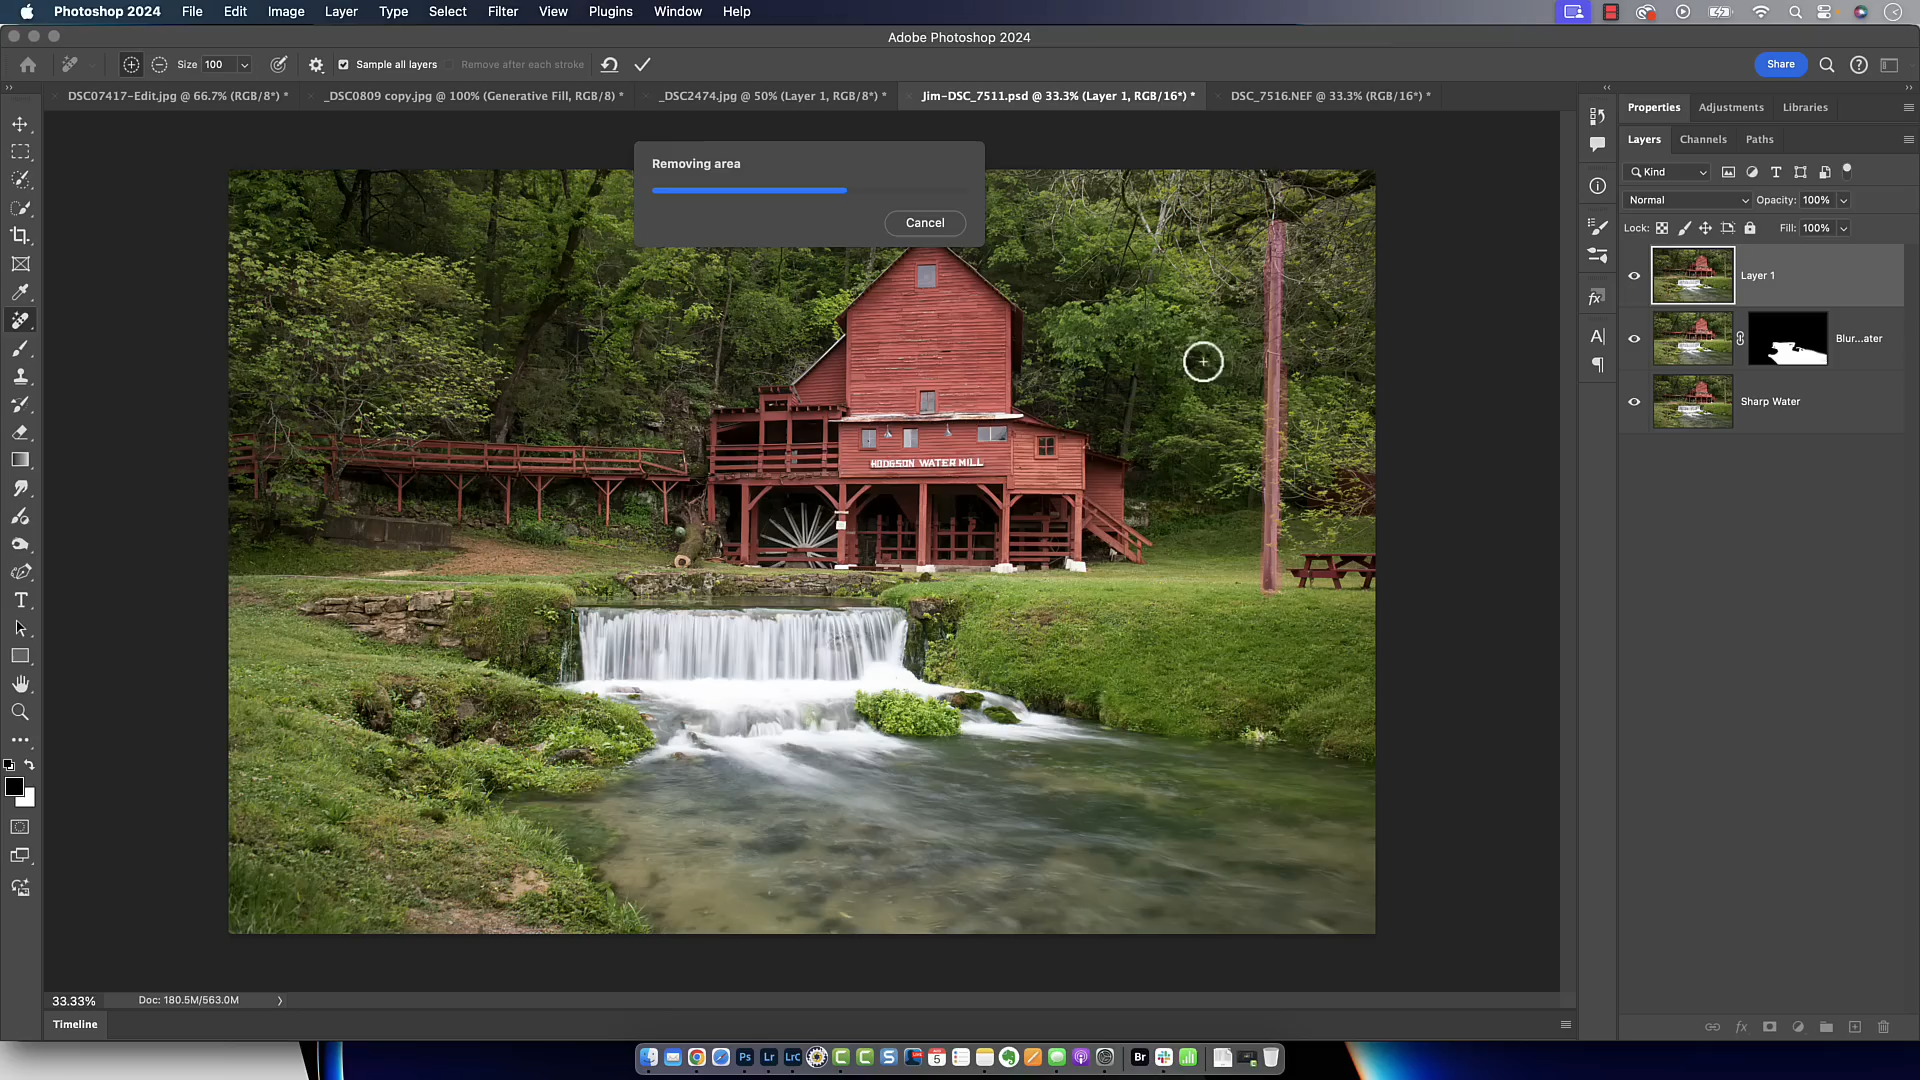 Photoshop 2024 File Edit Image Layer Type Select Filter View Plugins Window Help
Adobe Photoshop 2024
Size 100 Sample all layers Remove after each stroke Share
DSC07417-Edit.jpg @ 66.7% (RGB/8*) * _DSC0809 copy.jpg @ 100% (Generative Fill, RGB/8) * _DSC2474.jpg @ 50% (Layer 1, RGB/8*) * Jim-DSC_7511.psd @ 33.3% (Layer 1, RGB/16*) * DSC_7516.NEF @ 33.3% (RGB/16*) *
Properties Adjustments Libraries
Layers Channels Paths
Removing area
Kind
Normal Opacity: 100%
Cancel
Lock: Fill: 100%
Layer 1
Blur...ater
Sharp Water
HODGSON WATER MILL
33.33% Doc: 180.5M/563.0M
Timeline
Ps Lr LrC S 5 Br